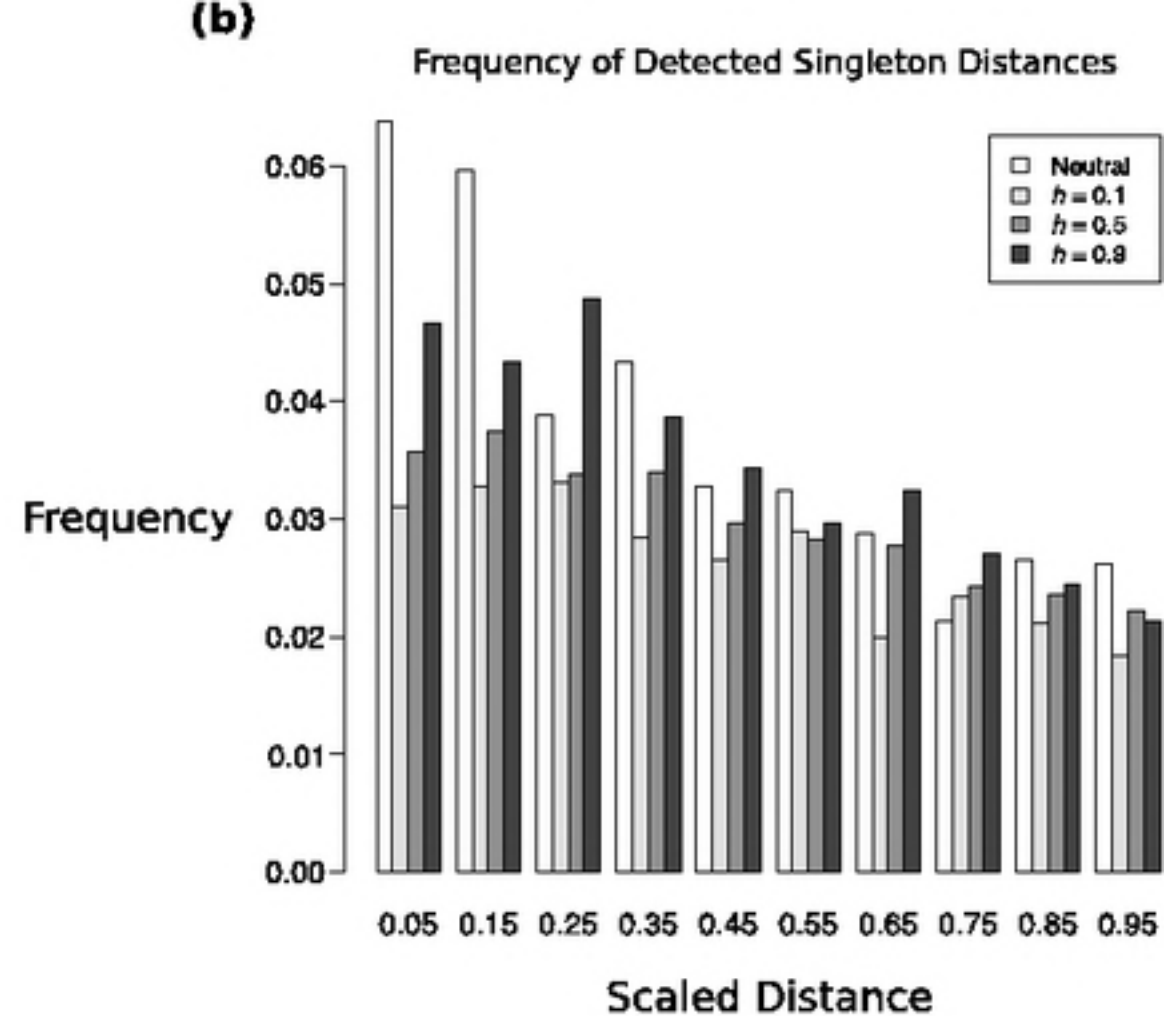 (b)
Frequency of Detected Singleton Distances
Neutral
h = 0.1
h = 0.5
h = 0.9
0.06
0.05
0.04
0.03
0.02
0.01
0.00
Frequency
0.05 0.15 0.25 0.35 0.45 0.55 0.65 0.75 0.85 0.95
Scaled Distance